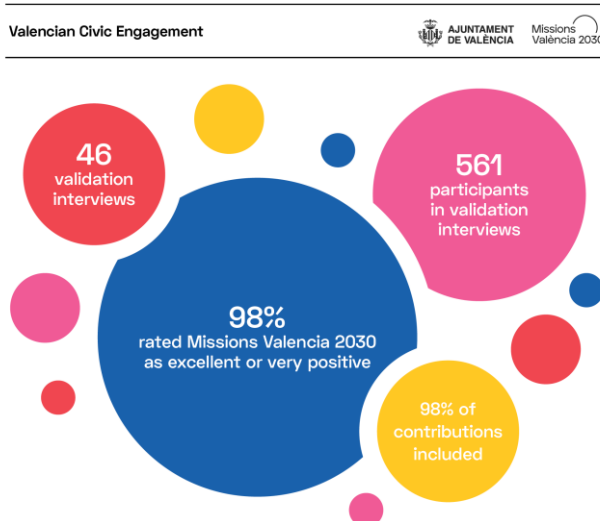 Valencian Civic Engagement
AJUNTAMENT
DE VALÈNCIA
Missions
València 2030
46
validation
interviews
561
participants
in validation
interviews
98%
rated Missions Valencia 2030
as excellent or very positive
98% of
contributions
included